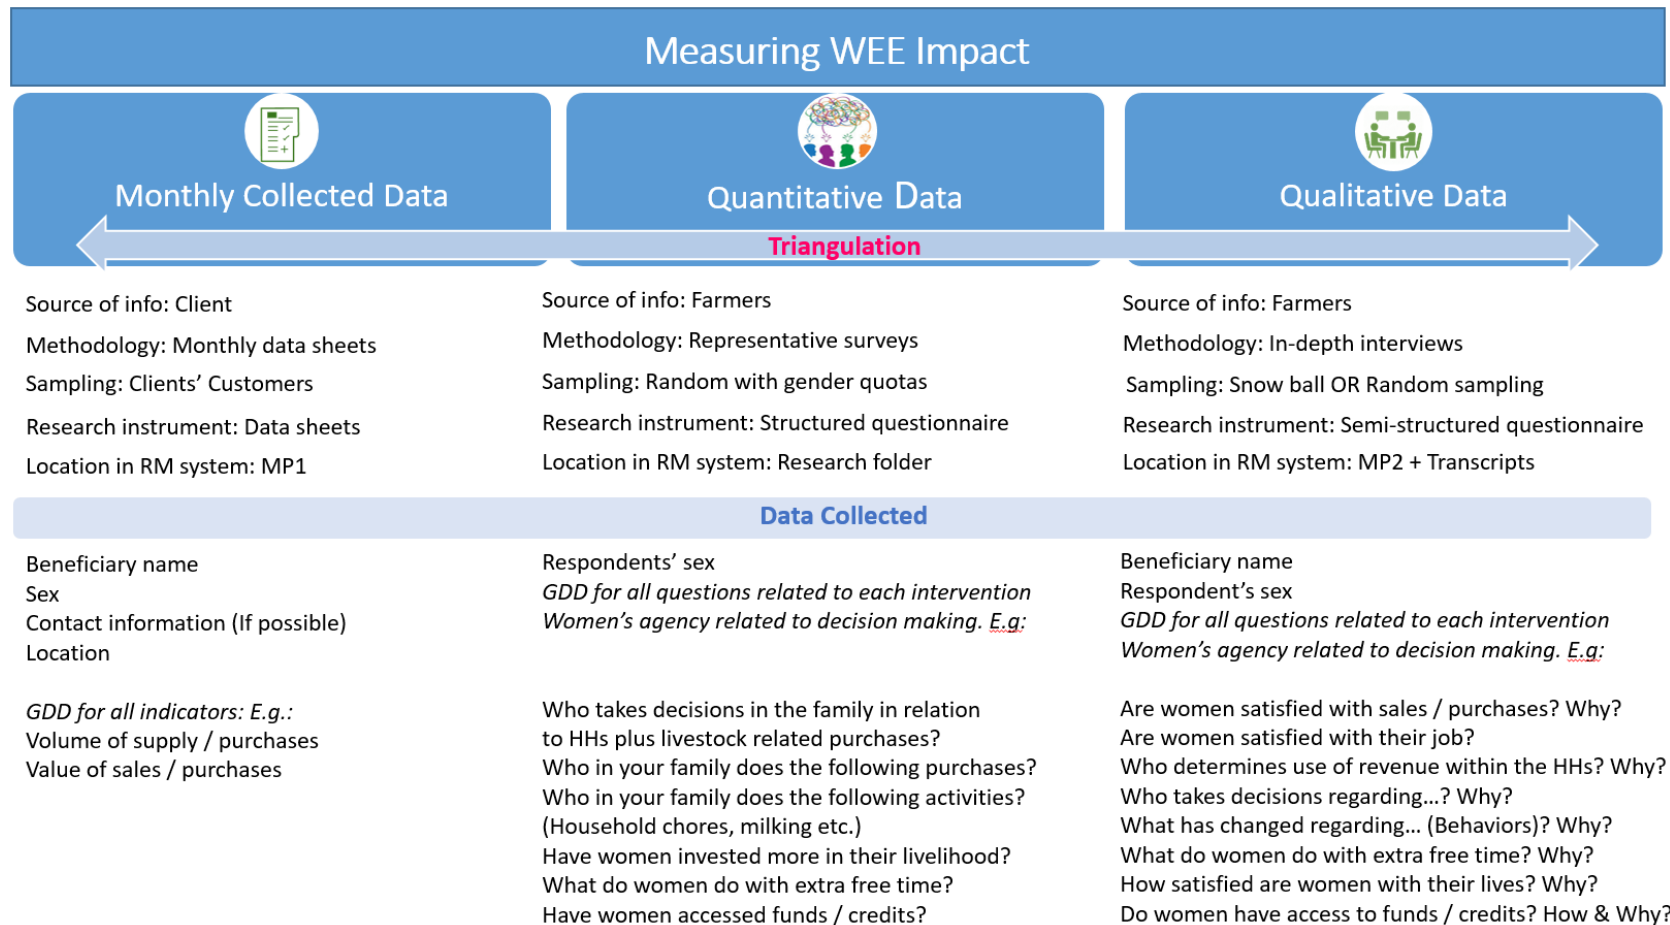 Measuring WEE Impact
Monthly Collected Data
Quantitative Data
Qualitative Data
Triangulation
Source of info: Client
Methodology: Monthly data sheets
Sampling: Clients’ Customers
Research instrument: Data sheets
Location in RM system: MP1
Source of info: Farmers
Methodology: Representative surveys
Sampling: Random with gender quotas
Research instrument: Structured questionnaire
Location in RM system: Research folder
Source of info: Farmers
Methodology: In-depth interviews
Sampling: Snow ball OR Random sampling
Research instrument: Semi-structured questionnaire
Location in RM system: MP2 + Transcripts
Data Collected
Beneficiary name
Sex
Contact information (If possible)
Location
GDD for all indicators: E.g.:
Volume of supply / purchases
Value of sales / purchases
Respondents’ sex
GDD for all questions related to each intervention
Women’s agency related to decision making. E.g:
Who takes decisions in the family in relation
to HHs plus livestock related purchases?
Who in your family does the following purchases?
Who in your family does the following activities?
(Household chores, milking etc.)
Have women invested more in their livelihood?
What do women do with extra free time?
Have women accessed funds / credits?
Beneficiary name
Respondent’s sex
GDD for all questions related to each intervention
Women’s agency related to decision making. E.g:
Are women satisfied with sales / purchases? Why?
Are women satisfied with their job?
Who determines use of revenue within the HHs? Why?
Who takes decisions regarding…? Why?
What has changed regarding… (Behaviors)? Why?
What do women do with extra free time? Why?
How satisfied are women with their lives? Why?
Do women have access to funds / credits? How & Why?